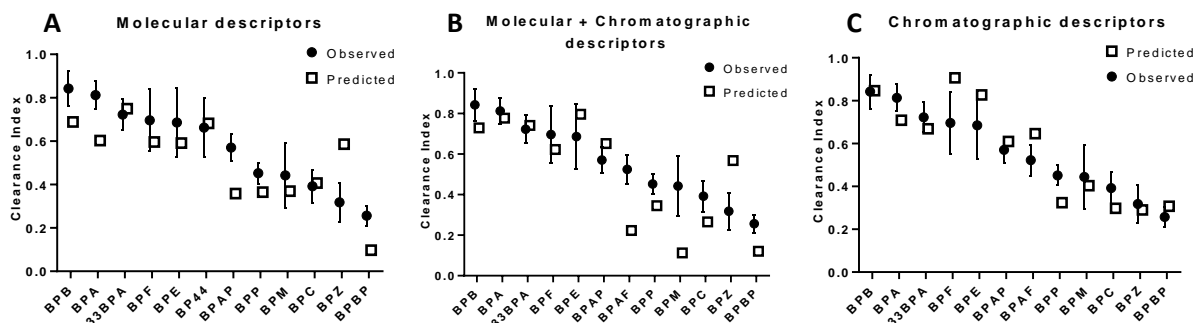 A
Molecular descriptors
Observed
Predicted
Clearance Index
1.0
0.8
0.6
0.4
0.2
0.0
BPB
BPA
33BPA
BPF
BPE
BP44
BPAP
BPP
BPM
BPC
BPZ
BPBP
B
Molecular + Chromatographic
descriptors
Observed
Predicted
Clearance Index
1.0
0.8
0.6
0.4
0.2
0.0
BPB
BPA
33BPA
BPF
BPE
BPAP
BPAF
BPP
BPM
BPC
BPZ
BPBP
C
Chromatographic descriptors
Predicted
Observed
Clearance Index
1.0
0.8
0.6
0.4
0.2
0.0
BPB
BPA
33BPA
BPF
BPE
BPAP
BPAF
BPP
BPM
BPC
BPZ
BPBP